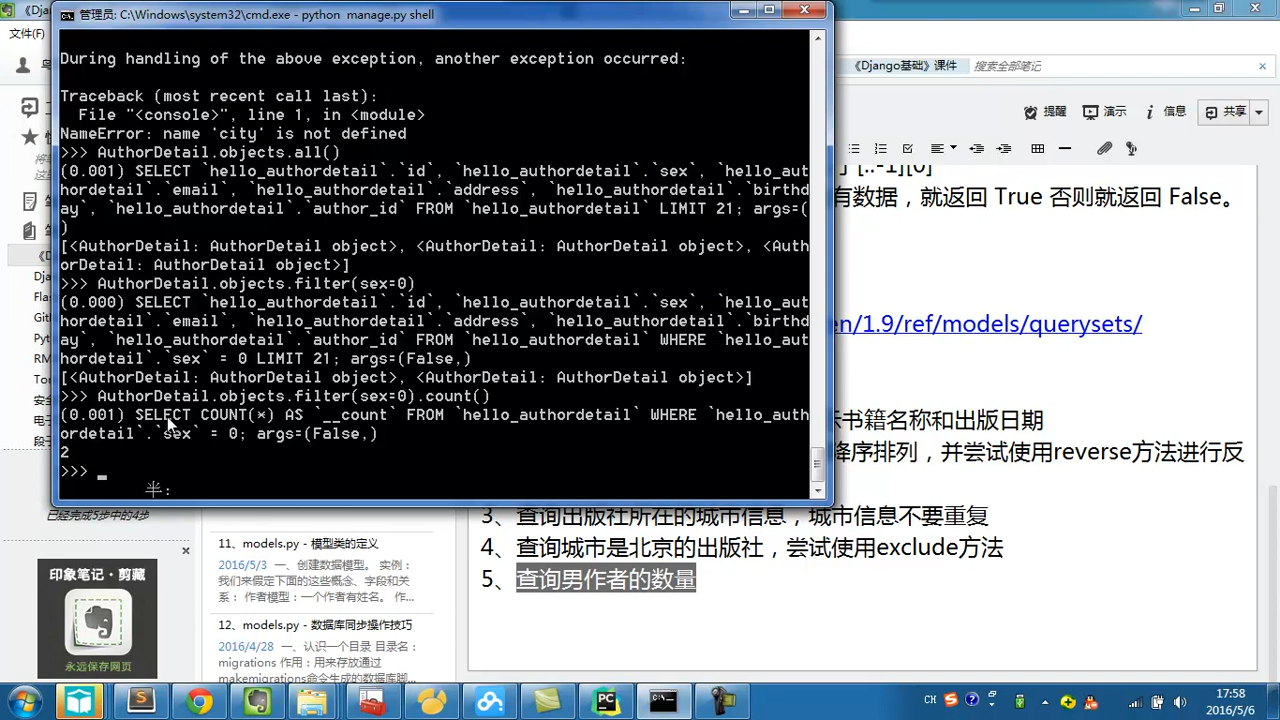 管理员: C:\Windows\system32\cmd.exe - python manage.py shell
During handling of the above exception, another exception occurred:
Traceback (most recent call last):
File "<console>", line 1, in <module>
NameError: name 'city' is not defined
>>> AuthorDetail.objects.all()
(0.001) SELECT `hello_authordetail`.`id`, `hello_authordetail`.`sex`, `hello_aut
hordetail`.`email`, `hello_authordetail`.`address`, `hello_authordetail`.`birthd
ay`, `hello_authordetail`.`author_id` FROM `hello_authordetail` LIMIT 21; args=(
)
[<AuthorDetail: AuthorDetail object>, <AuthorDetail: AuthorDetail object>, <Auth
orDetail: AuthorDetail object>]
>>> AuthorDetail.objects.filter(sex=0)
(0.000) SELECT `hello_authordetail`.`id`, `hello_authordetail`.`sex`, `hello_aut
hordetail`.`email`, `hello_authordetail`.`address`, `hello_authordetail`.`birthd
ay`, `hello_authordetail`.`author_id` FROM `hello_authordetail` WHERE `hello_aut
hordetail`.`sex` = 0 LIMIT 21; args=(False,)
[<AuthorDetail: AuthorDetail object>, <AuthorDetail: AuthorDetail object>]
>>> AuthorDetail.objects.filter(sex=0).count()
(0.001) SELECT COUNT(*) AS `__count` FROM `hello_authordetail` WHERE `hello_auth
ordetail`.`sex` = 0; args=(False,)
2
>>>
半:
文件(F)
《Django基础》课件 搜索全部笔记
提醒 演示 信息 共享
有数据，就返回 True 否则就返回 False。
en/1.9/ref/models/querysets/
书籍名称和出版日期
降序排列，并尝试使用reverse方法进行反
3、查询出版社所在的城市信息，城市信息不要重复
4、查询城市是北京的出版社，尝试使用exclude方法
5、查询男作者的数量
已经完成5步中的4步
印象笔记·剪藏
永远保存网页
11、models.py - 模型类的定义
2016/5/3 一、创建数据模型。 实例：
我们来假定下面的这些概念、字段和关
系： 作者模型：一个作者有姓名。 作...
12、models.py - 数据库同步操作技巧
2016/4/28 一、认识一个目录 目录名：
migrations 作用：用来存放通过
makemigrations命令生成的数据库脚...
CH
17:58
2016/5/6